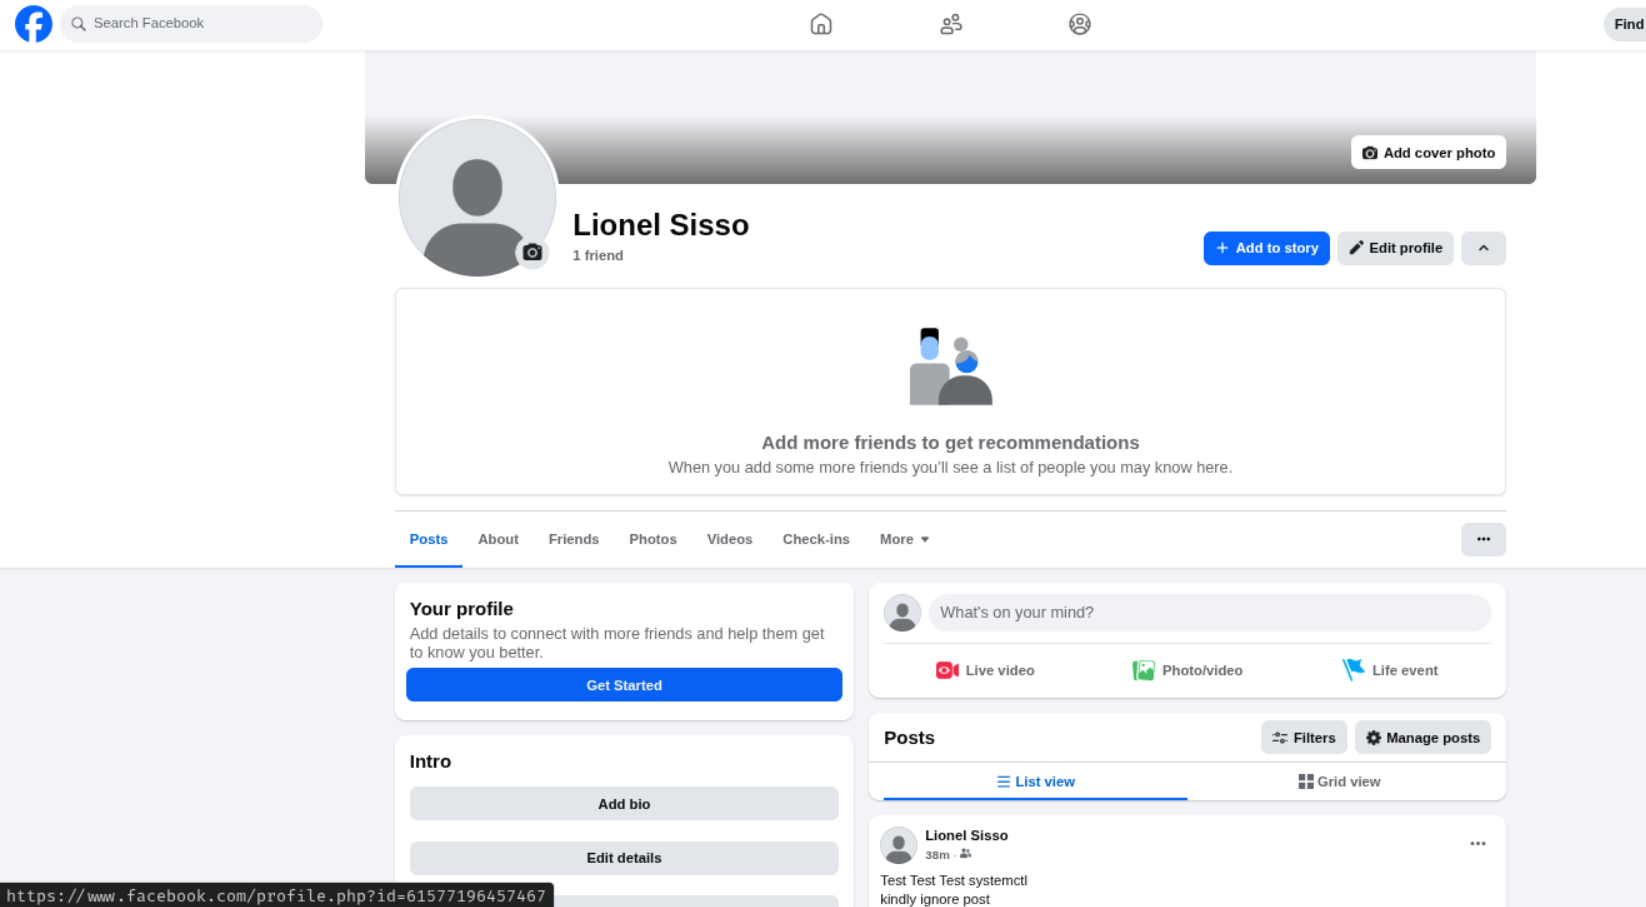 Search Facebook
Find
Add cover photo
Lionel Sisso
1 friend
+ Add to story
Edit profile
Add more friends to get recommendations
When you add some more friends you'll see a list of people you may know here.
Posts About Friends Photos Videos Check-ins More
Your profile
Add details to connect with more friends and help them get
to know you better.
Get Started
Intro
Add bio
Edit details
What's on your mind?
Live video Photo/video Life event
Posts
Filters Manage posts
List view Grid view
Lionel Sisso
38m ·
Test Test Test systemctl
kindly ignore post
https://www.facebook.com/profile.php?id=61577196457467